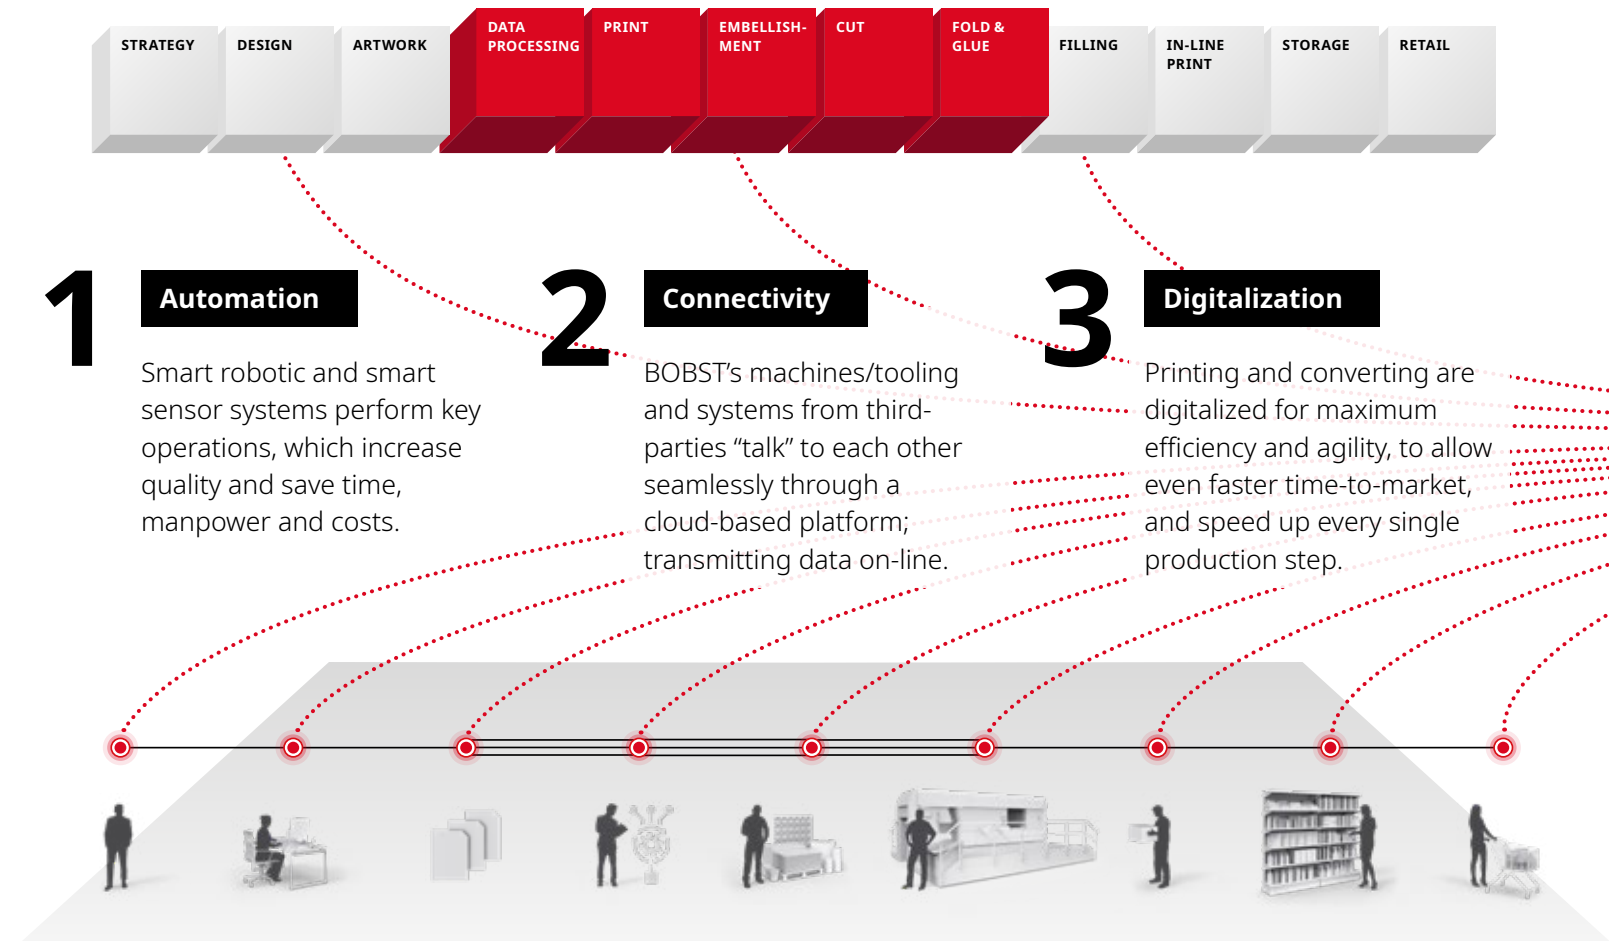 STRATEGY
DESIGN
ARTWORK
DATA
PROCESSING
PRINT
EMBELLISH-
MENT
CUT
FOLD &
GLUE
FILLING
IN-LINE
PRINT
STORAGE
RETAIL
1
Automation
Smart robotic and smart
sensor systems perform key
operations, which increase
quality and save time,
manpower and costs.
2
Connectivity
BOBST’s machines/tooling
and systems from third-
parties “talk” to each other
seamlessly through a
cloud-based platform;
transmitting data on-line.
3
Digitalization
Printing and converting are
digitalized for maximum
efficiency and agility, to allow
even faster time-to-market,
and speed up every single
production step.